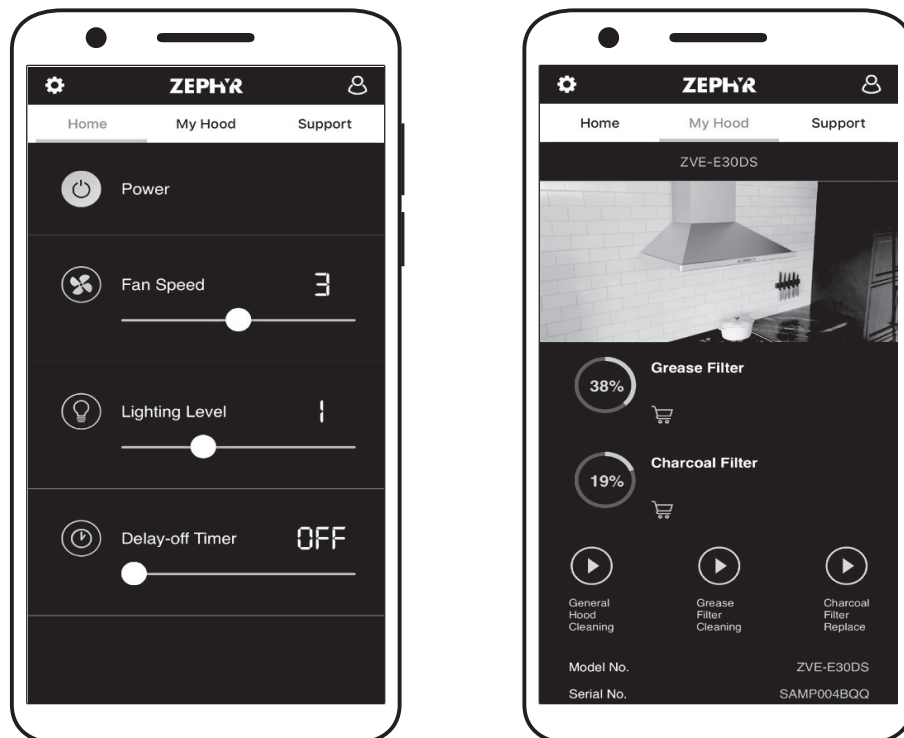 ZEPHYR
Home My Hood Support
Power
Fan Speed 3
Lighting Level 1
Delay-off Timer OFF
ZEPHYR
Home My Hood Support
ZVE-E30DS
38% Grease Filter
19% Charcoal Filter
General Hood Cleaning
Grease Filter Cleaning
Charcoal Filter Replace
Model No. ZVE-E30DS
Serial No. SAMP004BQQ